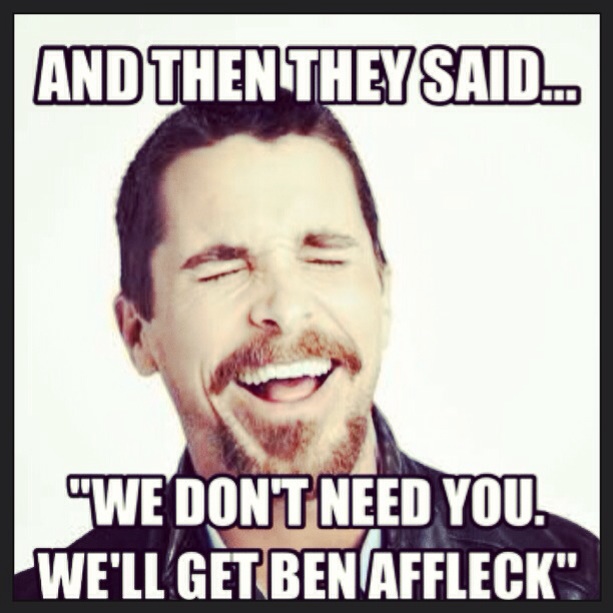 AND THEN THEY SAID...
"WE DON'T NEED YOU.
WE'LL GET BEN AFFLECK"